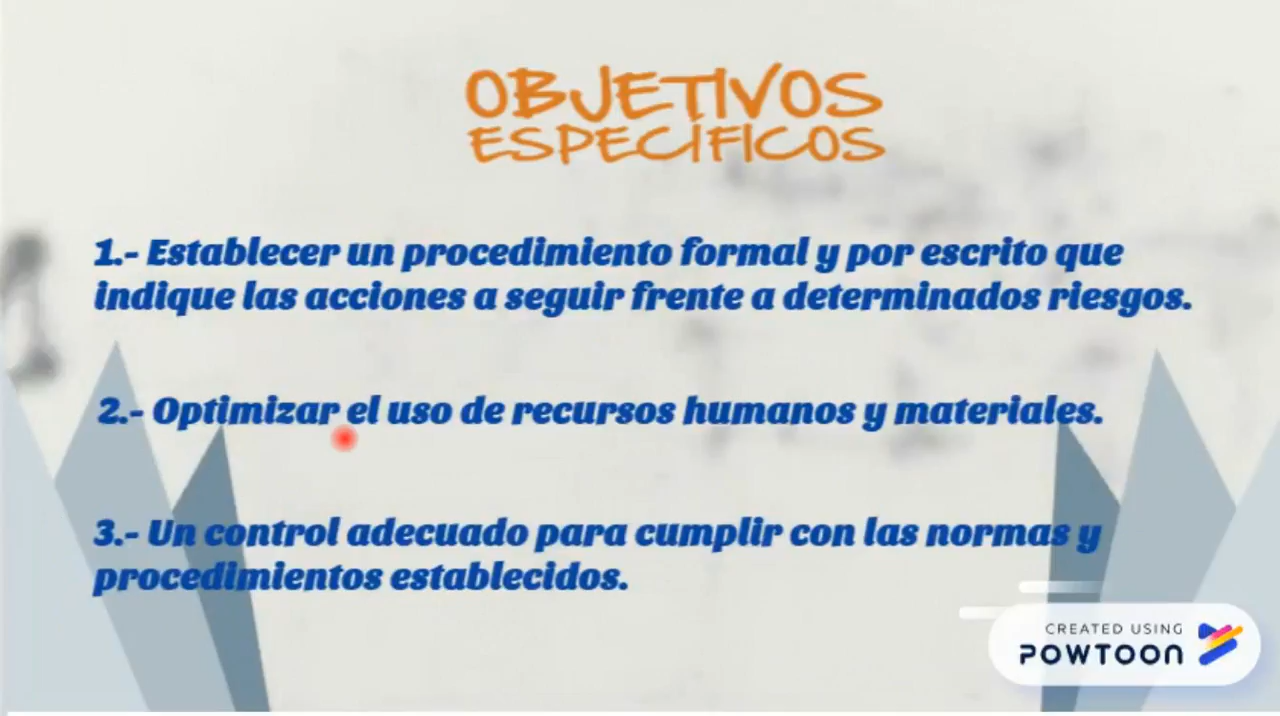 OBJETIVOS
ESPECÍFICOS
1.- Establecer un procedimiento formal y por escrito que
indique las acciones a seguir frente a determinados riesgos.
2.- Optimizar el uso de recursos humanos y materiales.
3.- Un control adecuado para cumplir con las normas y
procedimientos establecidos.
CREATED USING
POWTOON